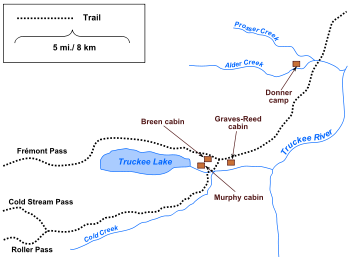 Trail
5 mi./ 8 km
Prosser Creek
Alder Creek
Donner
camp
Graves-Reed
cabin
Breen cabin
Truckee River
Frémont Pass
Truckee Lake
Murphy cabin
Cold Stream Pass
Cold Creek
Roller Pass